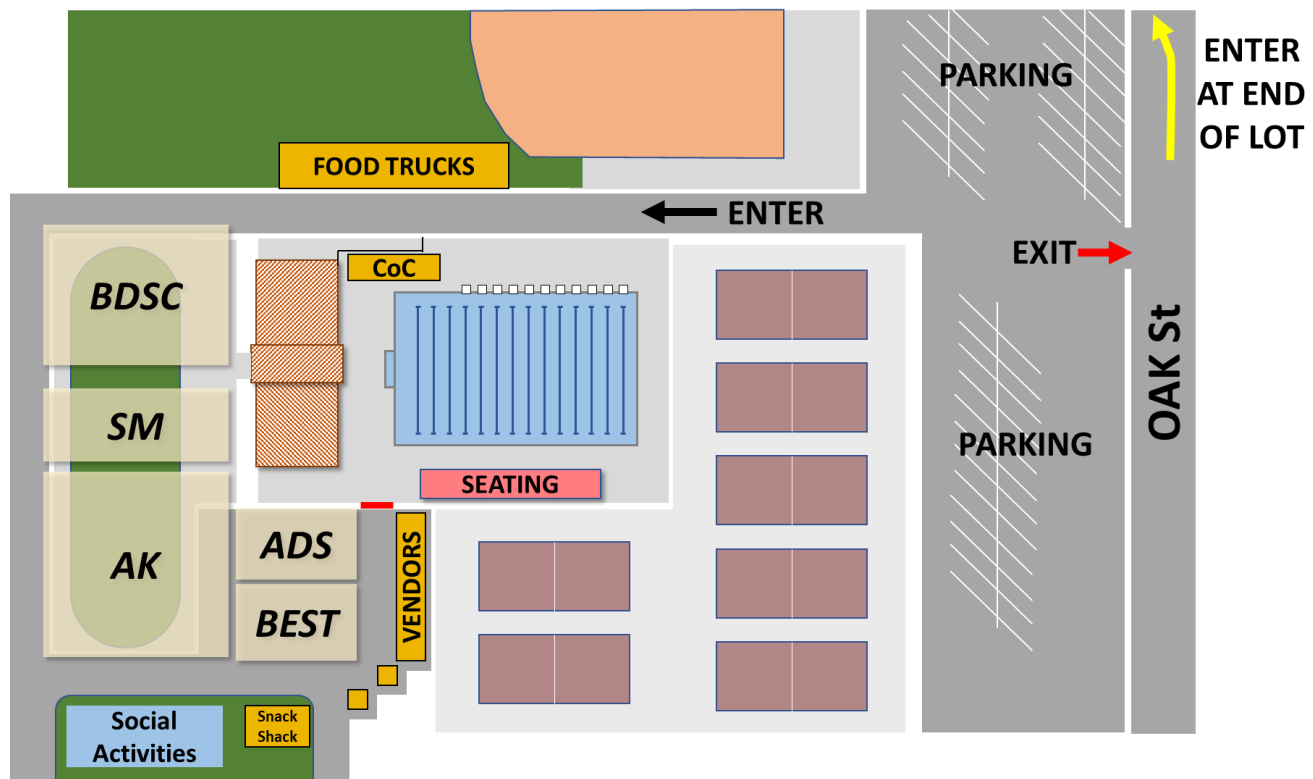 PARKING
ENTER
AT END
OF LOT
FOOD TRUCKS
ENTER
EXIT
CoC
BDSC
OAK St
SM
PARKING
SEATING
ADS
AK
VENDORS
BEST
Social
Activities
Snack
Shack